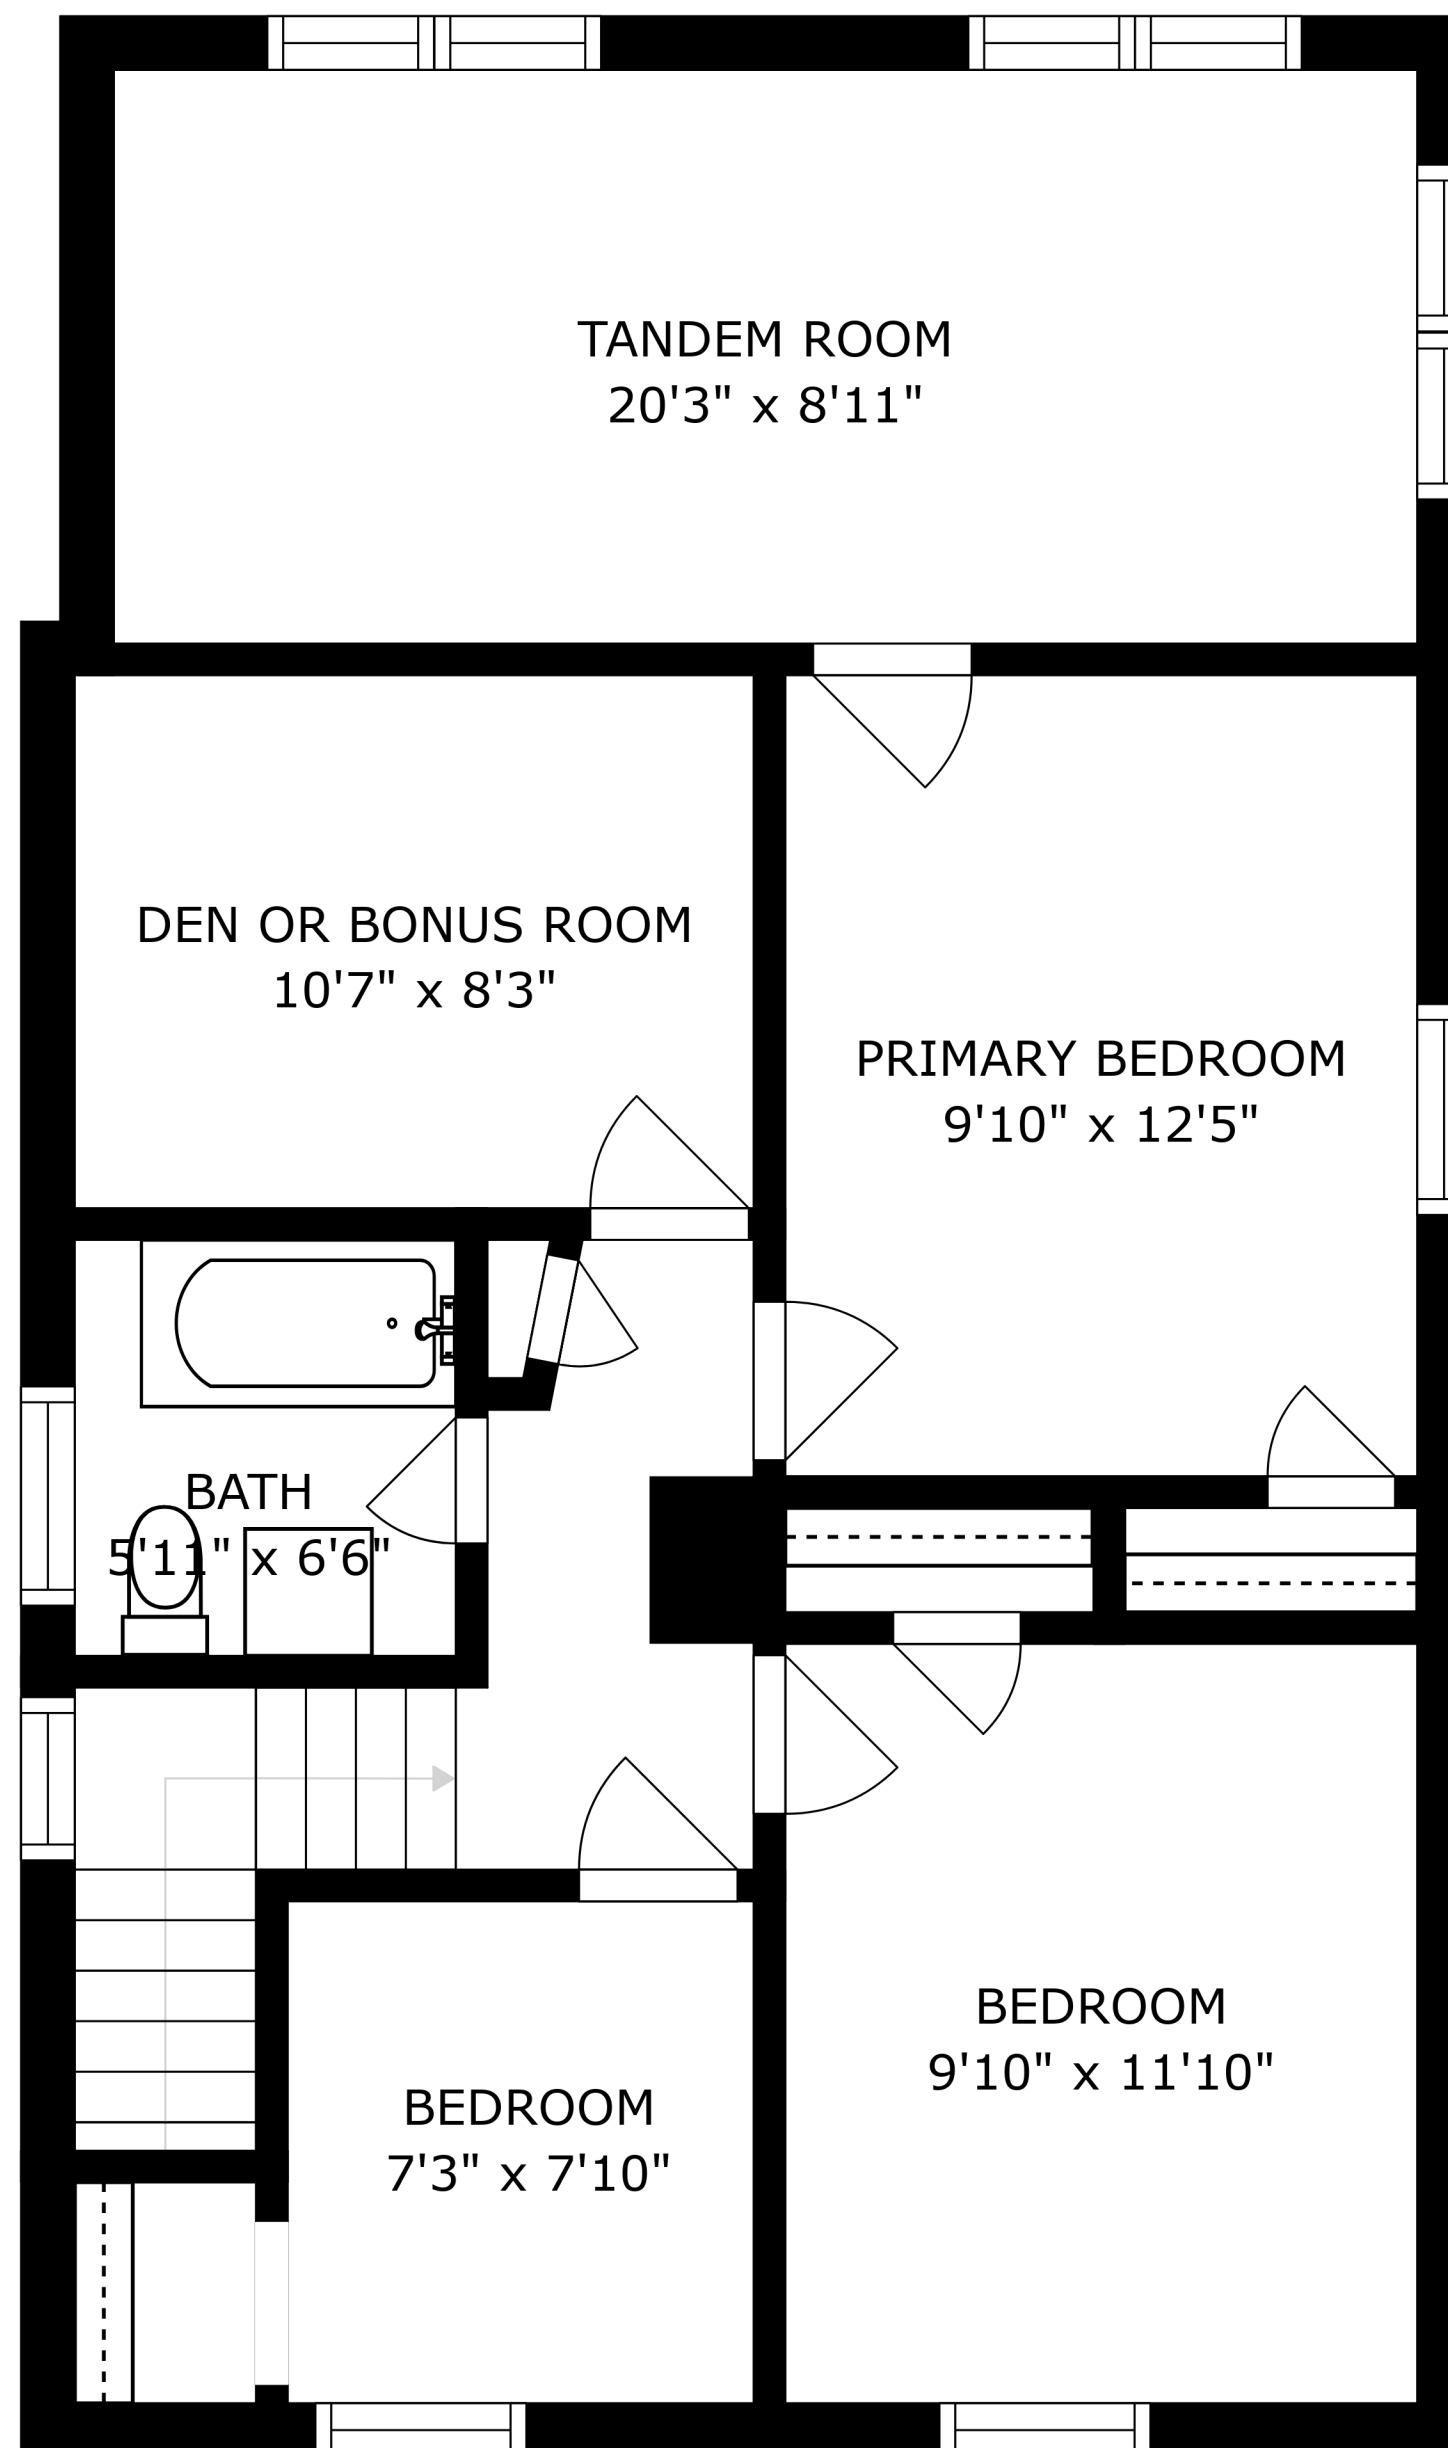 TANDEM ROOM
20'3" x 8'11"
DEN OR BONUS ROOM
10'7" x 8'3"
PRIMARY BEDROOM
9'10" x 12'5"
BATH
5'11" x 6'6"
BEDROOM
9'10" x 11'10"
BEDROOM
7'3" x 7'10"